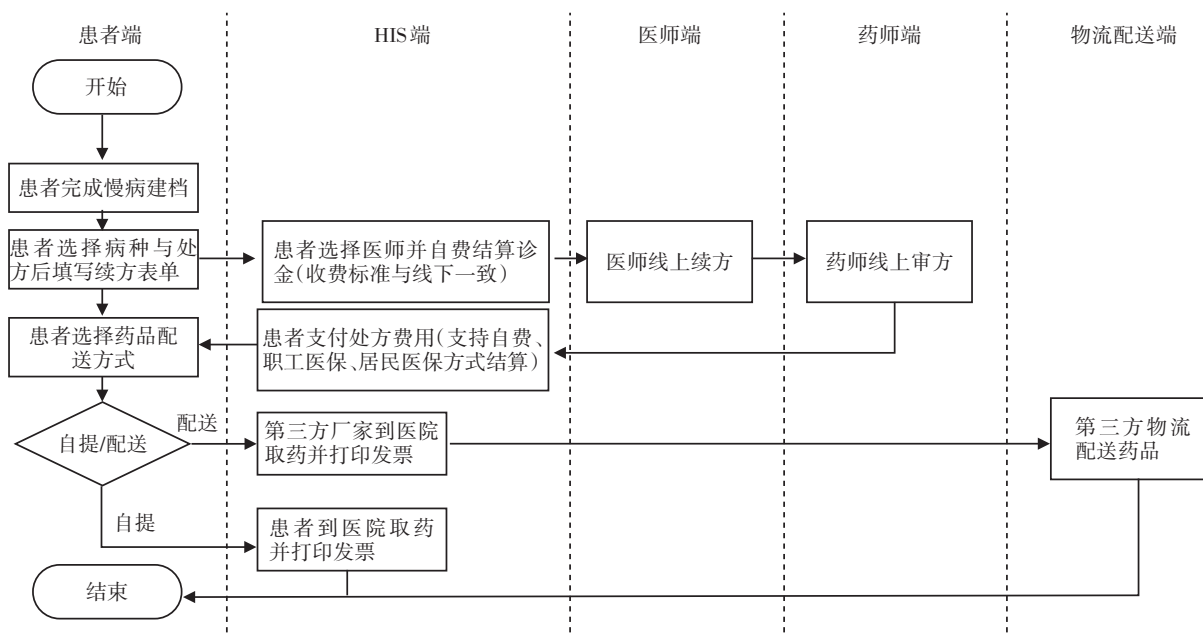 患者端
HIS端
医师端
药师端
物流配送端
开始
患者完成慢病建档
患者选择病种与处
方后填写续方表单
患者选择医师并自费结算诊
金(收费标准与线下一致)
医师线上续方
药师线上审方
患者选择药品配
送方式
患者支付处方费用(支持自费、
职工医保、居民医保方式结算)
自提/配送
配送
第三方厂家到医院
取药并打印发票
第三方物流
配送药品
自提
患者到医院取药
并打印发票
结束